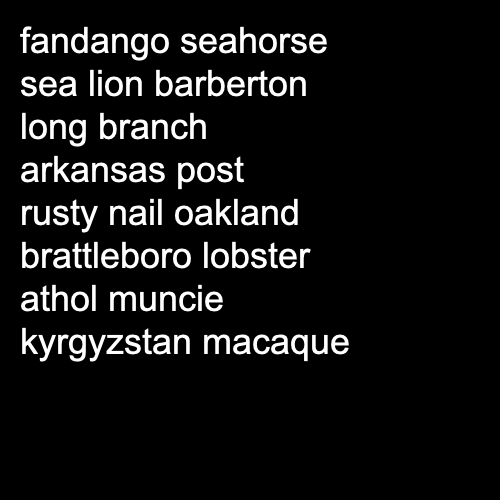 fandango seahorse
sea lion barberton
long branch
arkansas post
rusty nail oakland
brattleboro lobster
athol muncie
kyrgyzstan macaque